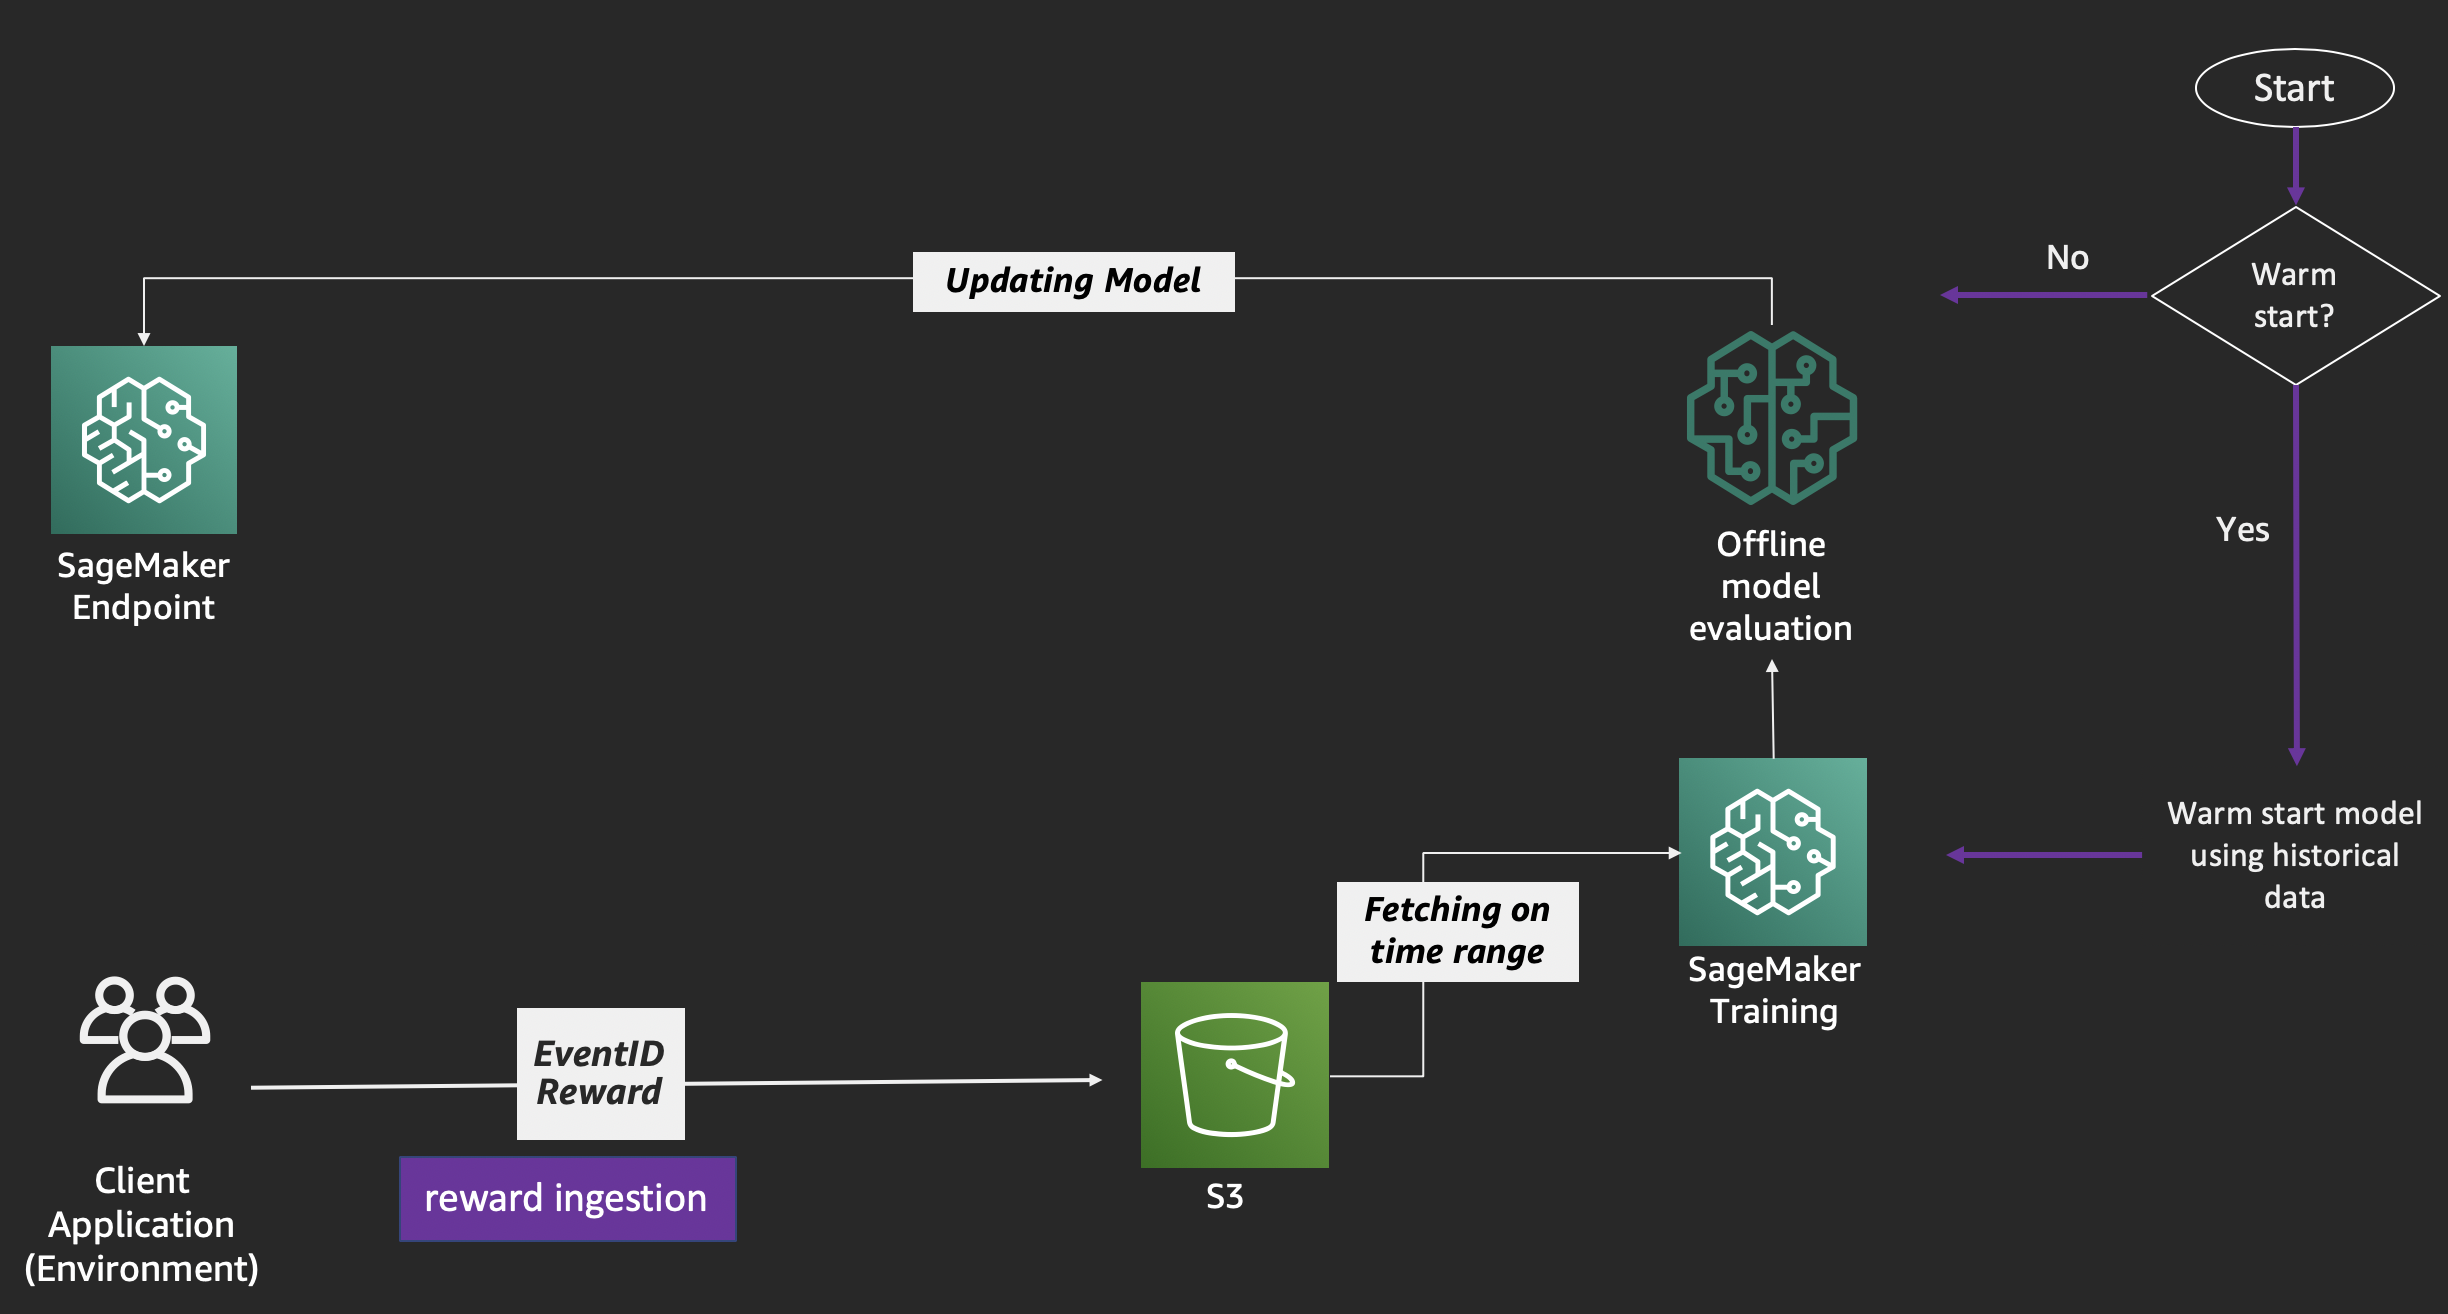 Start
No
Warm
start?
Updating Model
Yes
SageMaker
Endpoint
Offline
model
evaluation
Warm start model
using historical
data
Fetching on
time range
SageMaker
Training
EventID
Reward
reward ingestion
Client
Application
(Environment)
S3